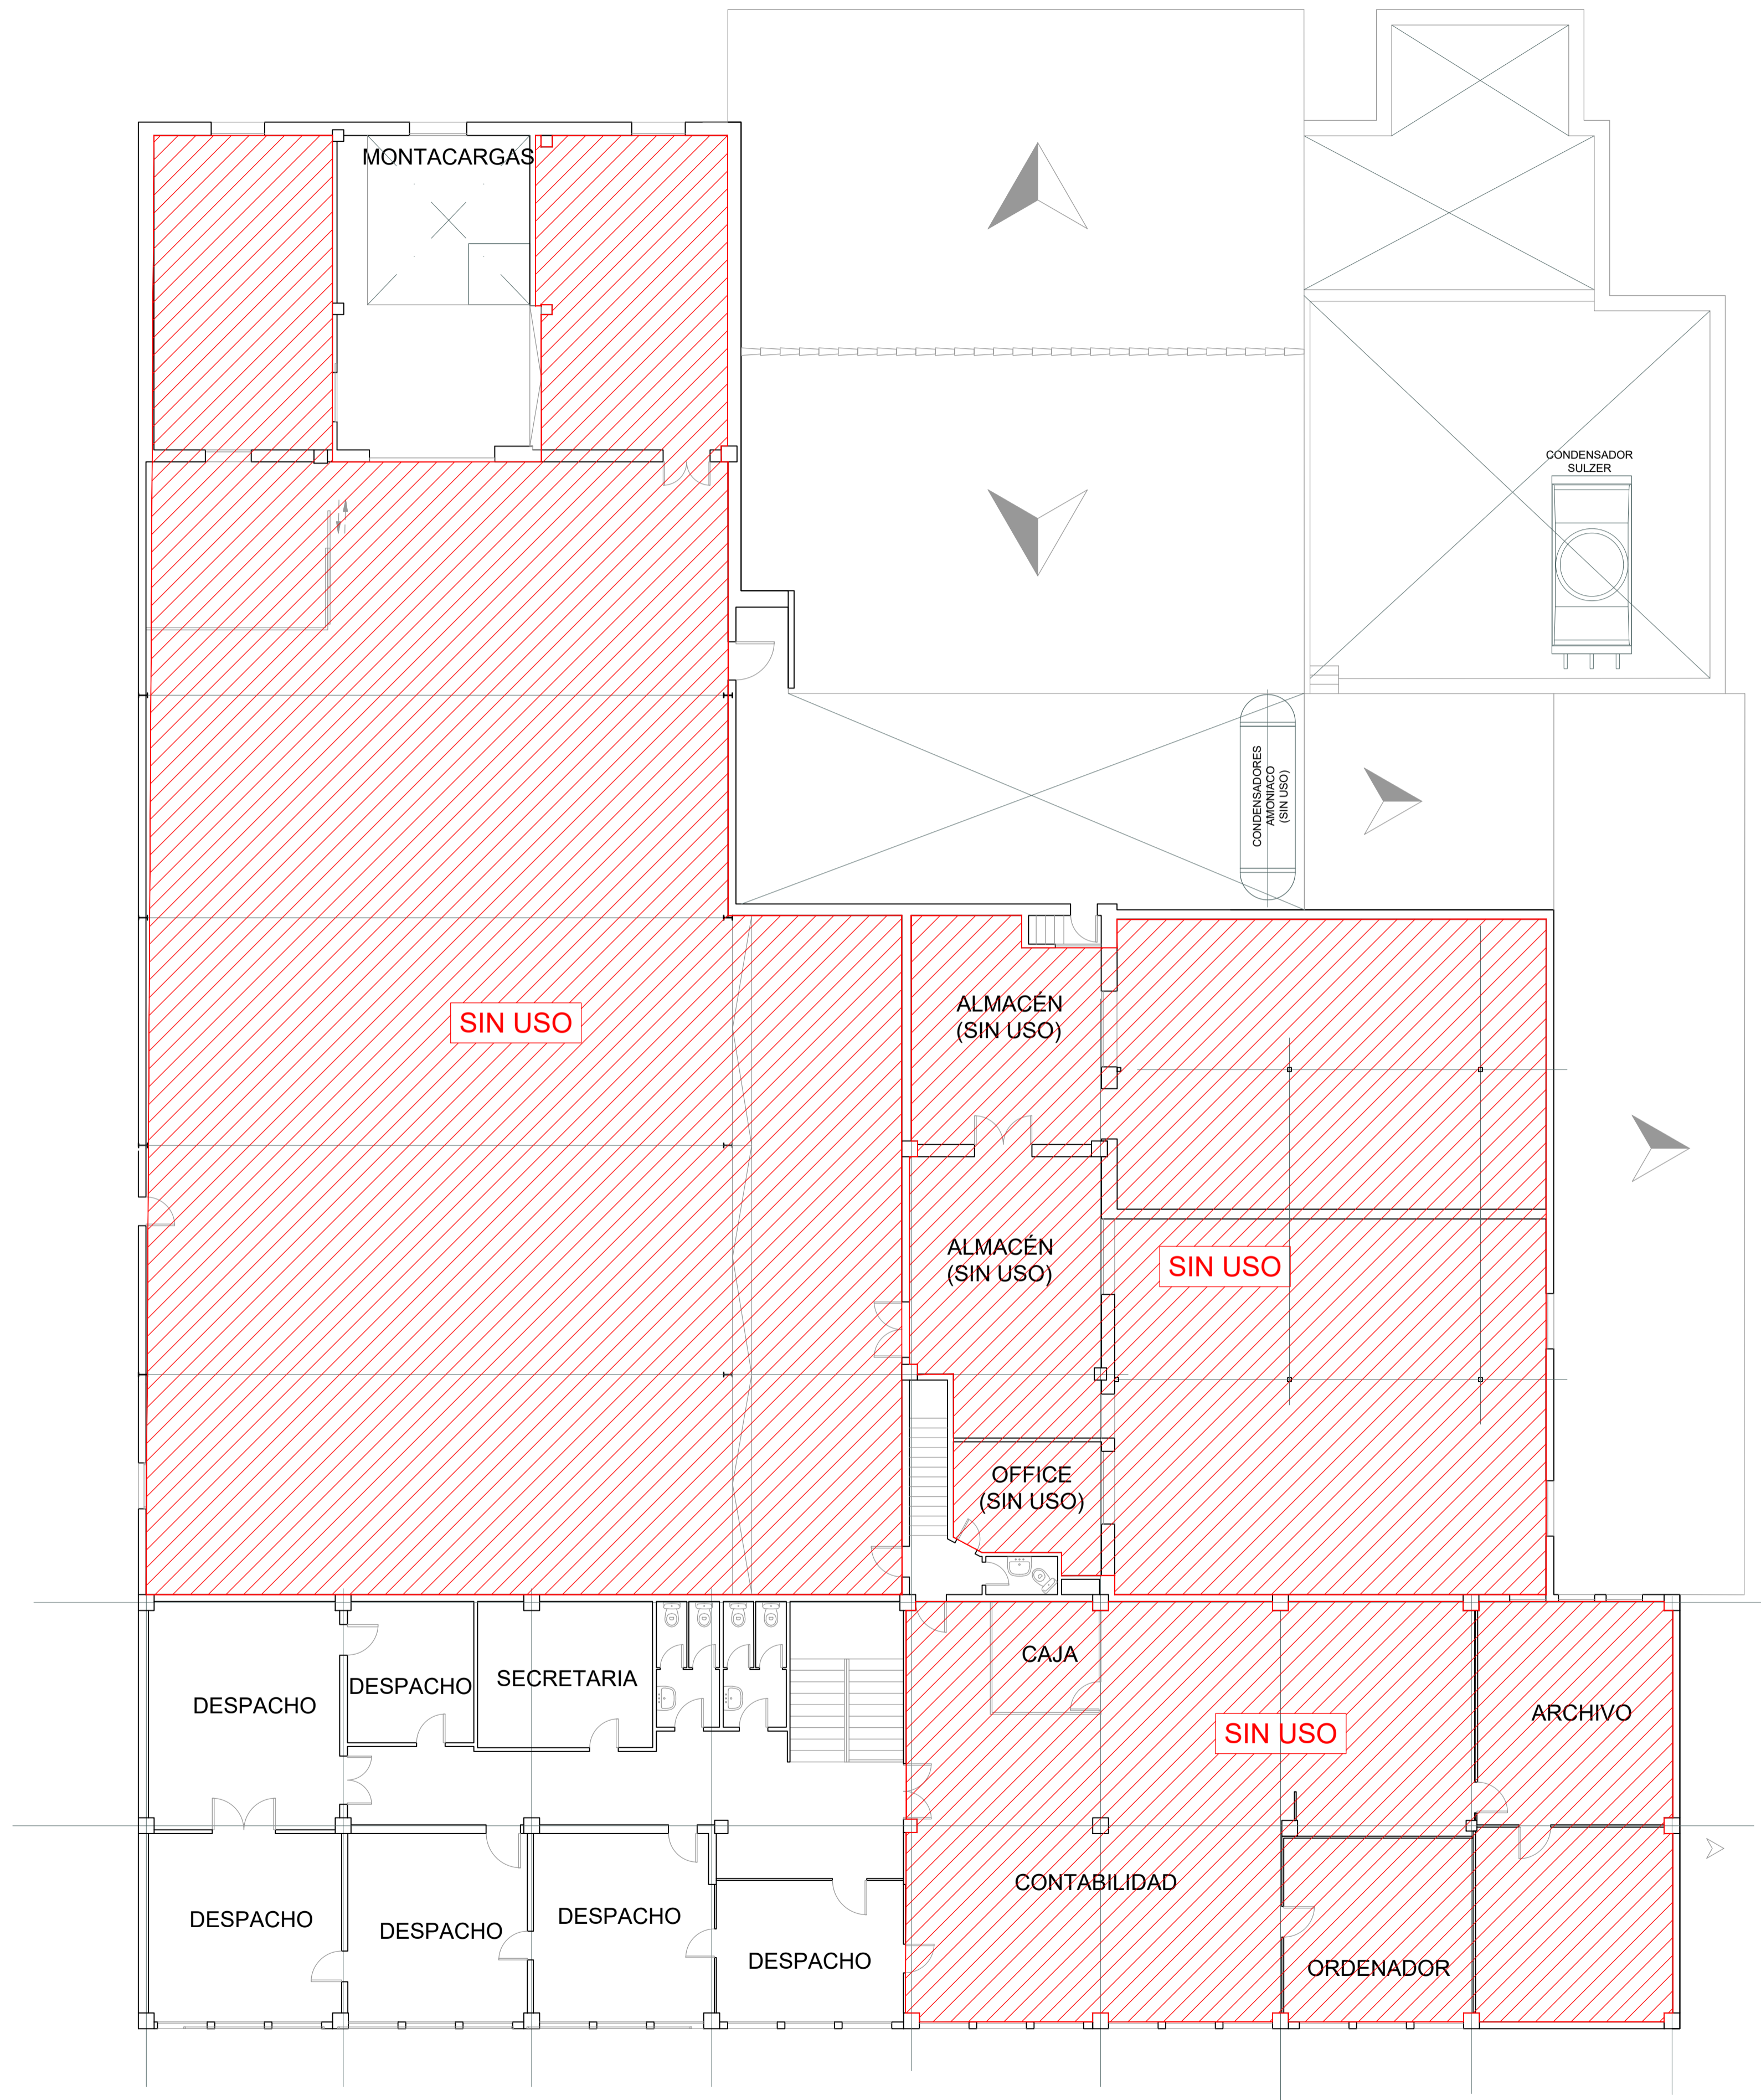 MONTACARGAS
CONDENSADOR
SULZER
CONDENSADORES
AMONIACO
(SIN USO)
SIN USO
ALMACÉN
(SIN USO)
ALMACÉN
(SIN USO)
SIN USO
OFFICE
(SIN USO)
CAJA
DESPACHO
DESPACHO
SECRETARIA
SIN USO
ARCHIVO
DESPACHO
DESPACHO
DESPACHO
DESPACHO
CONTABILIDAD
ORDENADOR